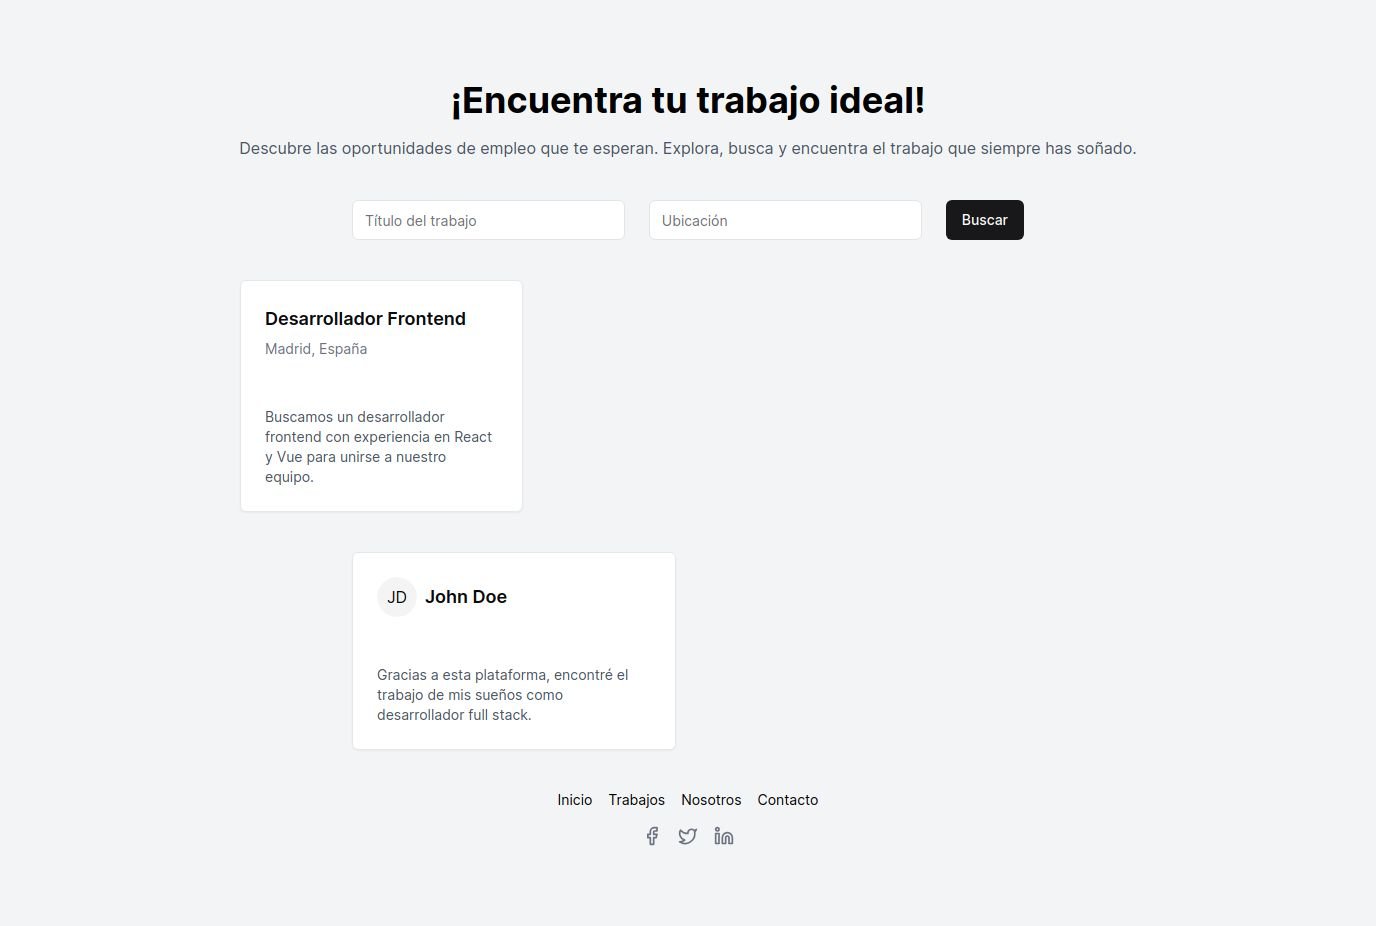 ¡Encuentra tu trabajo ideal!
Descubre las oportunidades de empleo que te esperan. Explora, busca y encuentra el trabajo que siempre has soñado.
Título del trabajo
Ubicación
Buscar
Desarrollador Frontend
Madrid, España
Buscamos un desarrollador
frontend con experiencia en React
y Vue para unirse a nuestro
equipo.
JD
John Doe
Gracias a esta plataforma, encontré el
trabajo de mis sueños como
desarrollador full stack.
Inicio Trabajos Nosotros Contacto